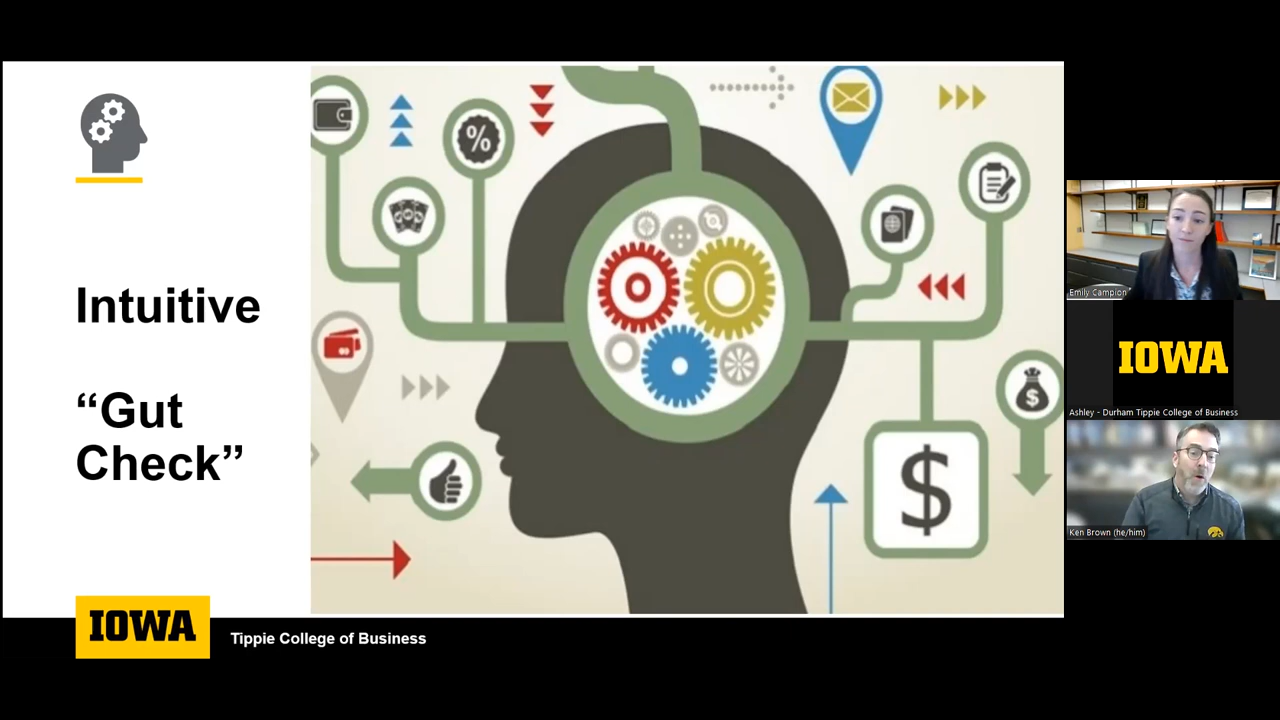 Intuitive
“Gut
Check”
%
$
$
IOWA
Tippie College of Business
Emily Campion
IOWA
Ashley - Durham Tippie College of Business
Ken Brown (he/him)